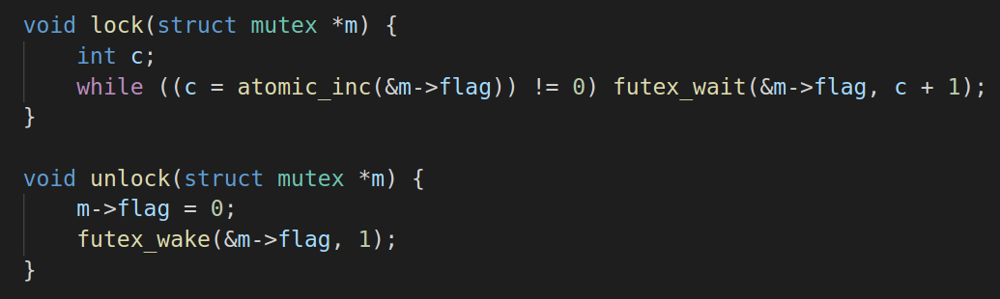 void lock(struct mutex *m) {
    int c;
    while ((c = atomic_inc(&m->flag)) != 0) futex_wait(&m->flag, c + 1);
}

void unlock(struct mutex *m) {
    m->flag = 0;
    futex_wake(&m->flag, 1);
}